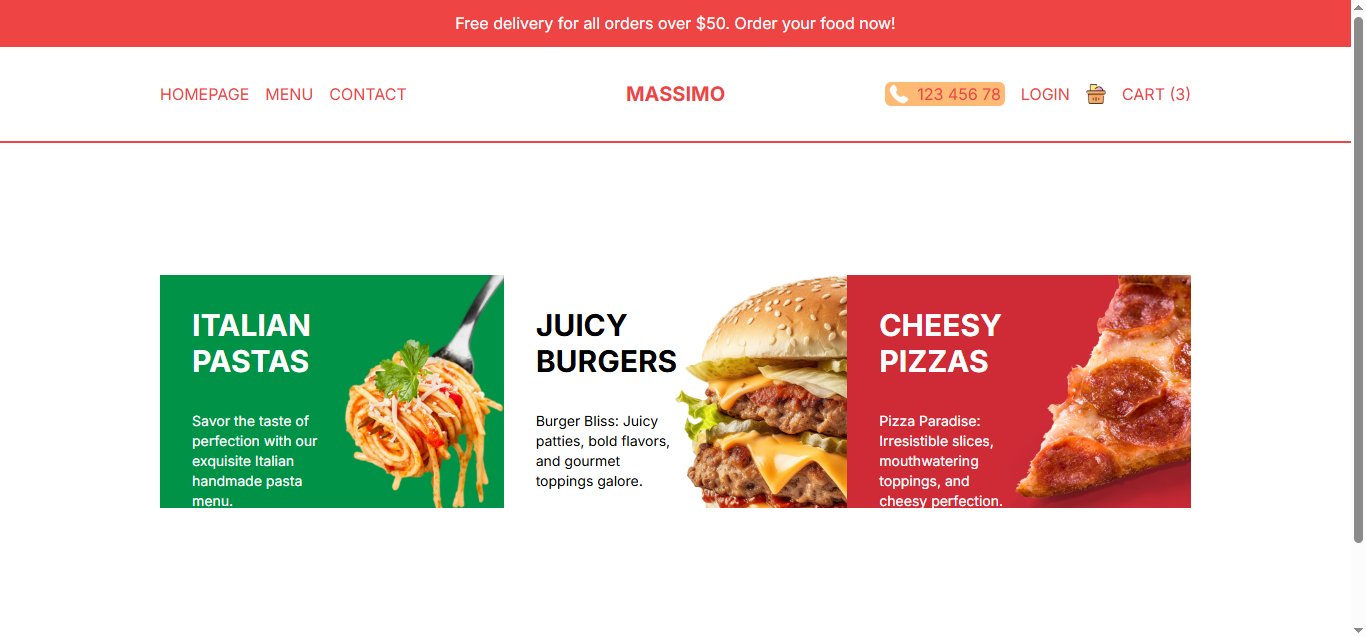 Free delivery for all orders over $50. Order your food now!
HOMEPAGE MENU CONTACT
MASSIMO
123 456 78 LOGIN CART (3)
ITALIAN
PASTAS
Savor the taste of
perfection with our
exquisite Italian
handmade pasta
menu.
JUICY
BURGERS
Burger Bliss: Juicy
patties, bold flavors,
and gourmet
toppings galore.
CHEESY
PIZZAS
Pizza Paradise:
Irresistible slices,
mouthwatering
toppings, and
cheesy perfection.